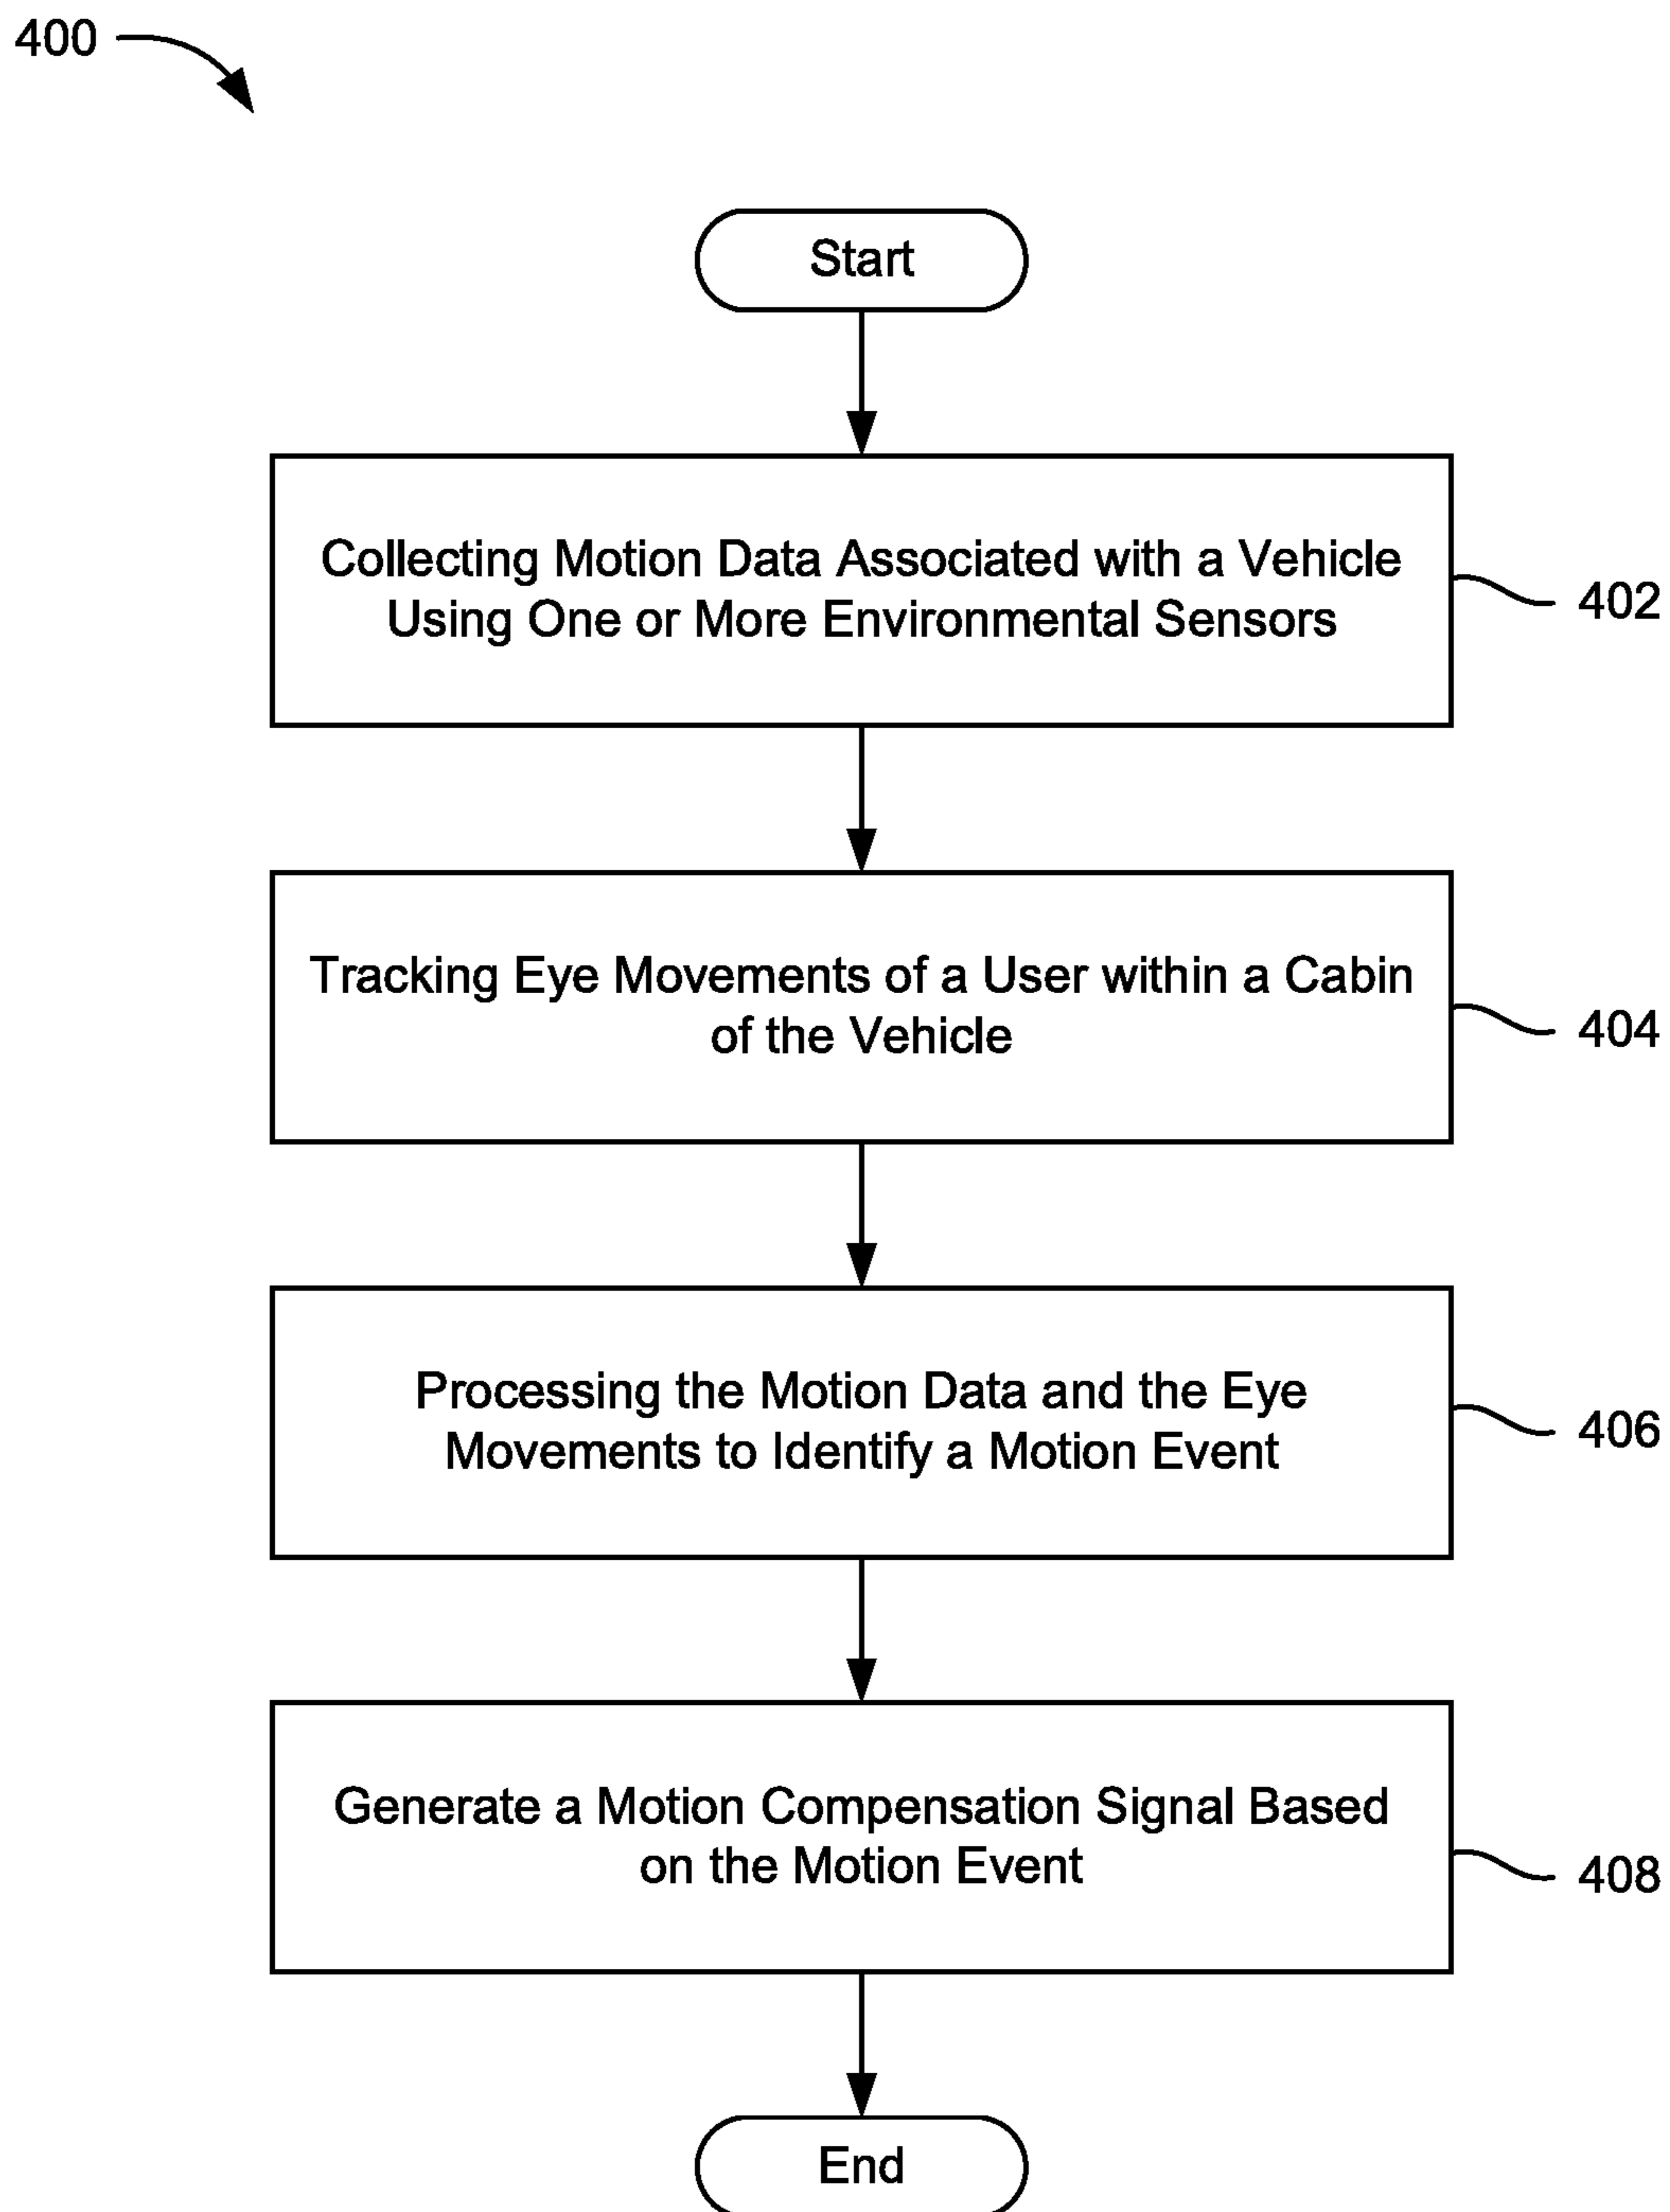 400
Start
Collecting Motion Data Associated with a Vehicle
Using One or More Environmental Sensors
402
Tracking Eye Movements of a User within a Cabin
of the Vehicle
404
Processing the Motion Data and the Eye
Movements to Identify a Motion Event
406
Generate a Motion Compensation Signal Based
on the Motion Event
408
End